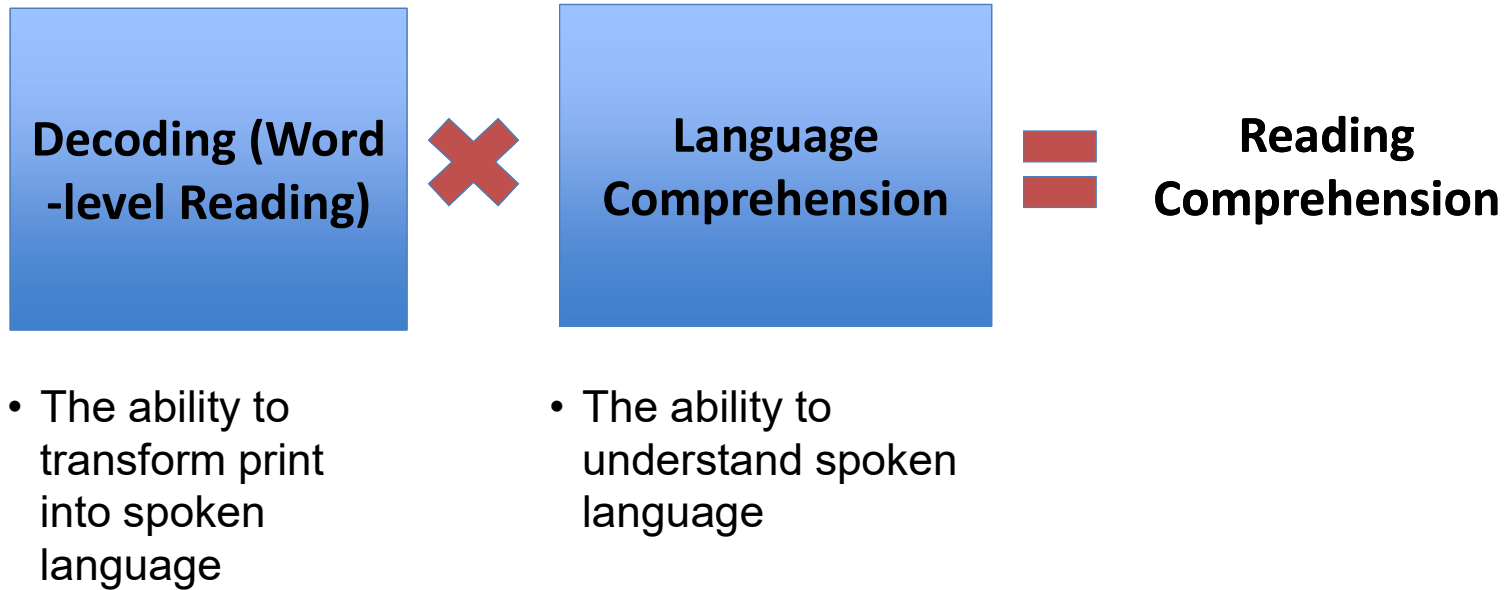 Decoding (Word
-level Reading)
Language
Comprehension
Reading
Comprehension
• The ability to
transform print
into spoken
language
• The ability to
understand spoken
language